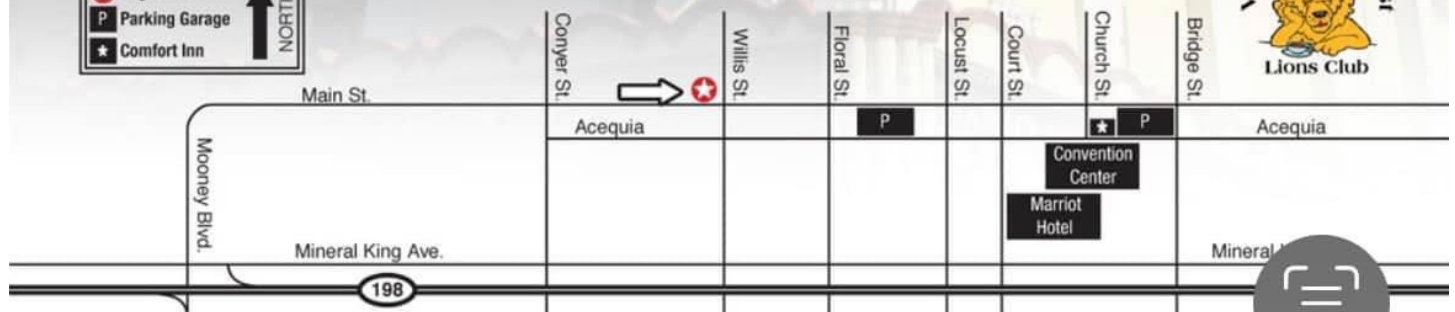 P Parking Garage
Comfort Inn
Conyer St.
Willis St.
Floral St.
Locust St.
Court St.
Church St.
Bridge St.
Lions Club
Main St.
Acequia
P
P
Acequia
Mooney Blvd.
Convention
Center
Marriot
Hotel
Mineral King Ave.
Mineral
198